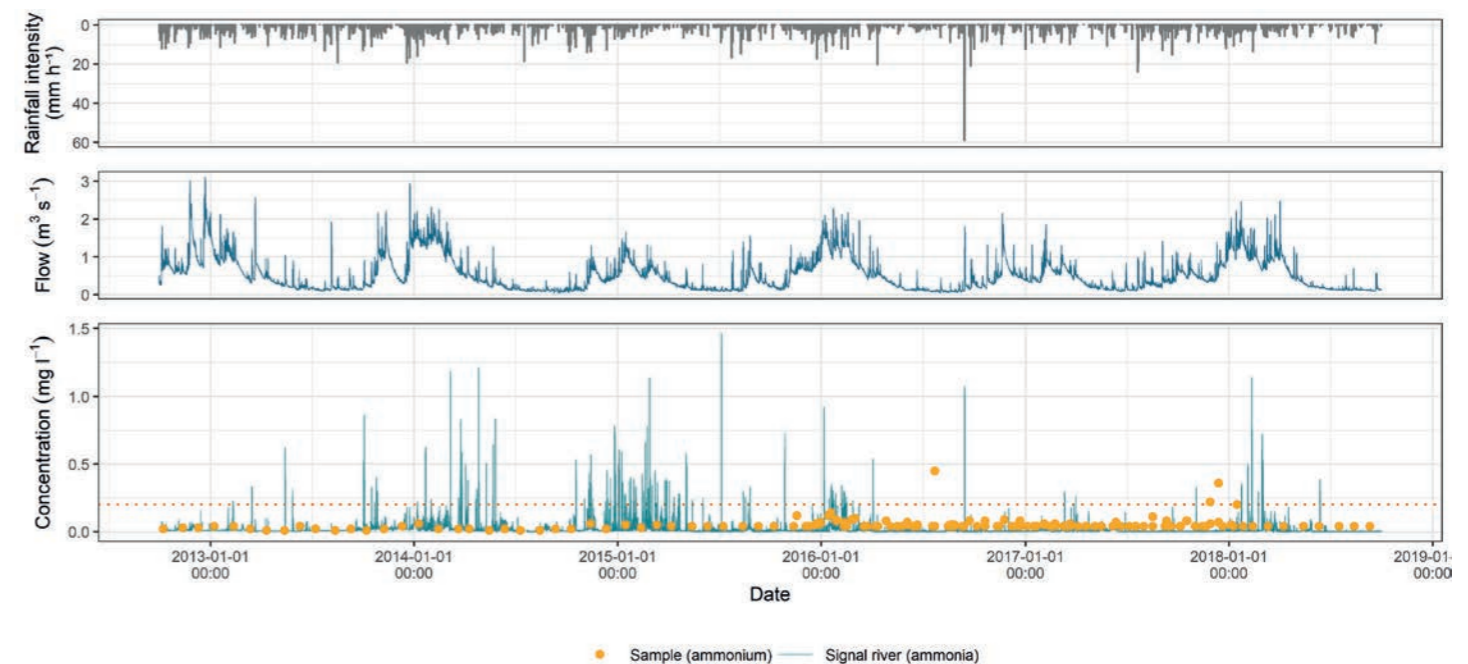 Rainfall intensity
(mm h⁻¹)
0
20
40
60
Flow (m³ s⁻¹)
3
2
1
0
Concentration (mg l⁻¹)
1.5
1.0
0.5
0.0
2013-01-01 2014-01-01 2015-01-01 2016-01-01 2017-01-01 2018-01-01 2019-01-
00:00 00:00 00:00 00:00 00:00 00:00 00:00
Date
Sample (ammonium) Signal river (ammonia)